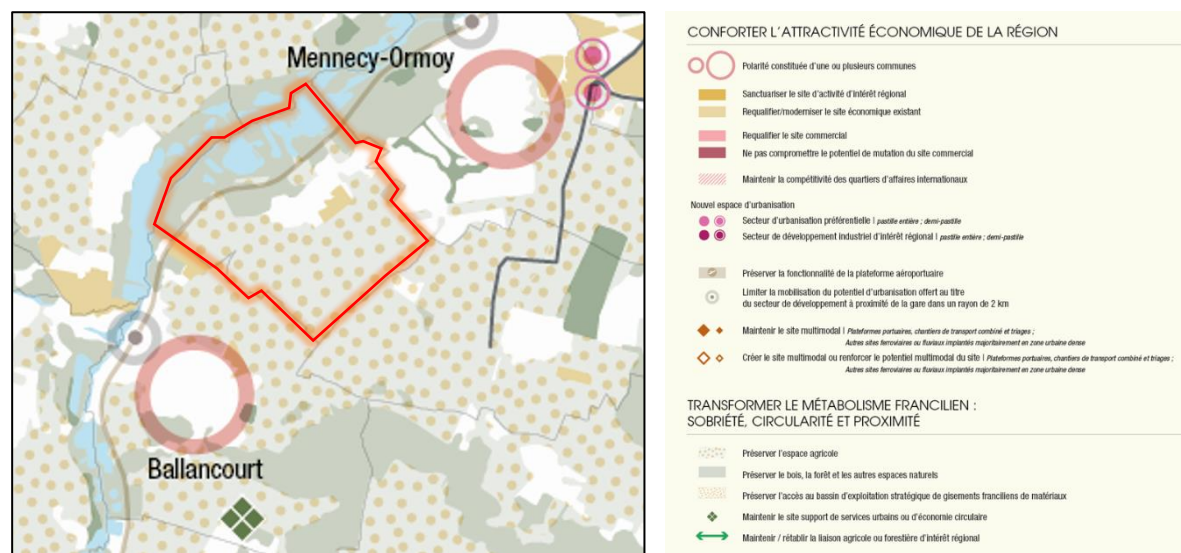 Mennecy-Ormoy
Ballancourt
CONFORTER L'ATTRACTIVITÉ ÉCONOMIQUE DE LA RÉGION
Polarité constituée d'une ou plusieurs communes
Sanctuariser le site d'activité d'intérêt régional
Requalifier/moderniser le site économique existant
Requalifier le site commercial
Ne pas compromettre le potentiel de mutation du site commercial
Maintenir la compétitivité des quartiers d'affaires internationaux
Nouvel espace d'urbanisation
Secteur d'urbanisation préférentielle | pastille entière ; demi-pastille
Secteur de développement industriel d'intérêt régional | pastille entière ; demi-pastille
Préserver la fonctionnalité de la plateforme aéroportuaire
Limiter la mobilisation du potentiel d'urbanisation offert au titre
du secteur de développement à proximité de la gare dans un rayon de 2 km
Maintenir le site multimodal | Plateformes portuaires, chantiers de transport combiné et triages ;
Autres sites ferroviaires ou fluviaux implantés majoritairement en zone urbaine dense
Créer le site multimodal ou renforcer le potentiel multimodal du site | Plateformes portuaires, chantiers de transport combiné et triages ;
Autres sites ferroviaires ou fluviaux implantés majoritairement en zone urbaine dense
TRANSFORMER LE MÉTABOLISME FRANCILIEN :
SOBRIÉTÉ, CIRCULARITÉ ET PROXIMITÉ
Préserver l'espace agricole
Préserver le bois, la forêt et les autres espaces naturels
Préserver l'accès au bassin d'exploitation stratégique de gisements franciliens de matériaux
Maintenir le site support de services urbains ou d'économie circulaire
Maintenir / rétablir la liaison agricole ou forestière d'intérêt régional